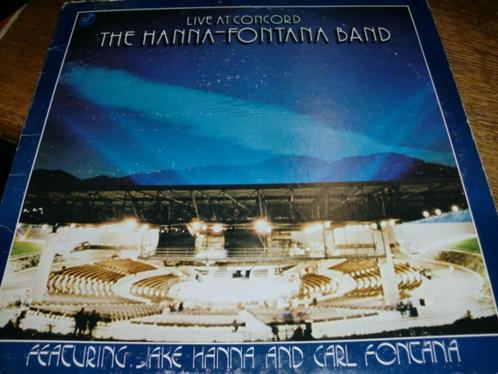 LIVE AT CONCORD
THE HANNA-FONTANA BAND
FEATURING JAKE HANNA AND CARL FONTANA